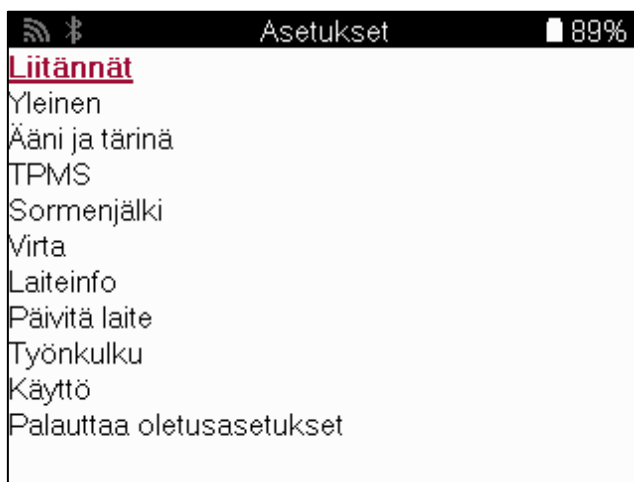 Asetukset 89%
Liitännät
Yleinen
Ääni ja tärinä
TPMS
Sormenjälki
Virta
Laiteinfo
Päivitä laite
Työnkulku
Käyttö
Palauttaa oletusasetukset